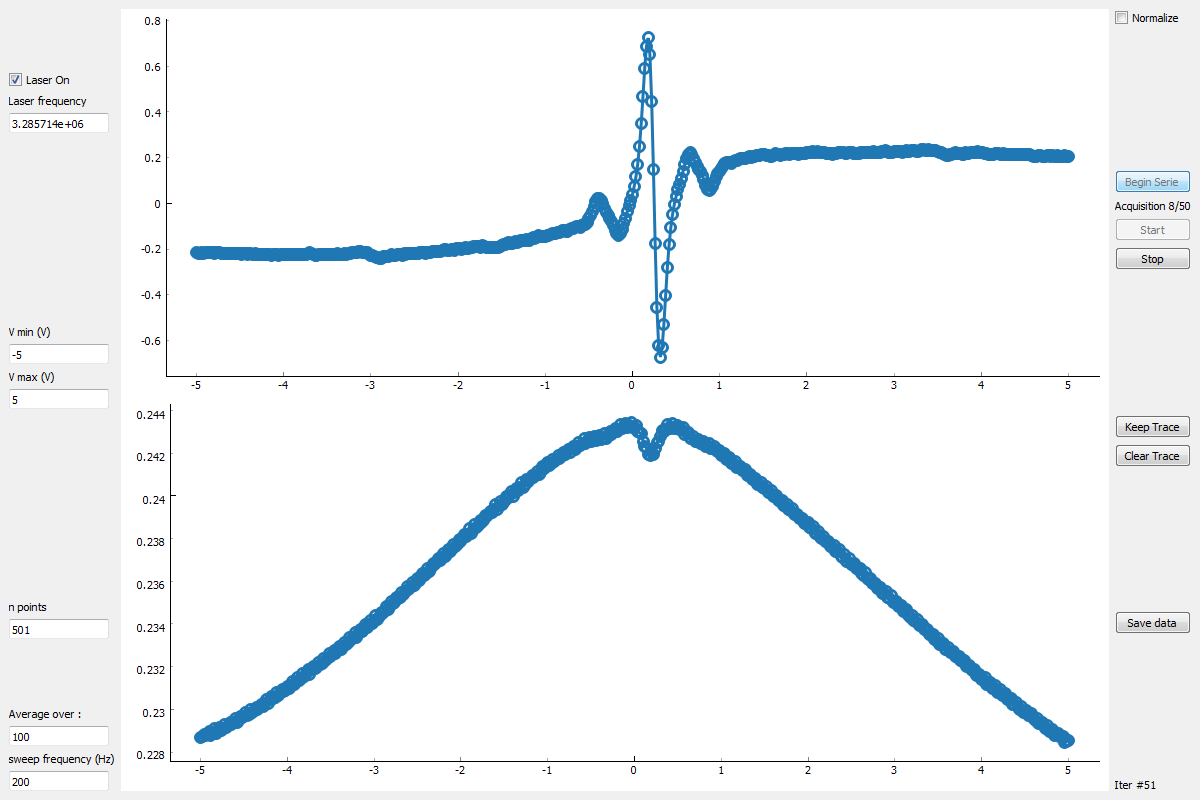 Laser On
Laser frequency
3.285714e+06
V min (V)
-5
V max (V)
5
n points
501
Average over :
100
sweep frequency (Hz)
200
0.8
0.6
0.4
0.2
0
-0.2
-0.4
-0.6
-5 -4 -3 -2 -1 0 1 2 3 4 5
0.244
0.242
0.24
0.238
0.236
0.234
0.232
0.23
0.228
-5 -4 -3 -2 -1 0 1 2 3 4 5
Normalize
Begin Serie
Acquisition 8/50
Start
Stop
Keep Trace
Clear Trace
Save data
Iter #51